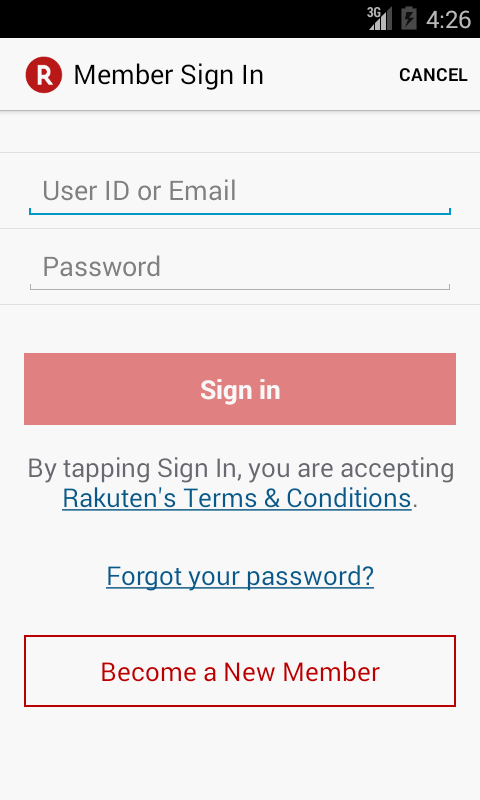 3G 4:26
R Member Sign In CANCEL
User ID or Email
Password
Sign in
By tapping Sign In, you are accepting
Rakuten's Terms & Conditions.
Forgot your password?
Become a New Member